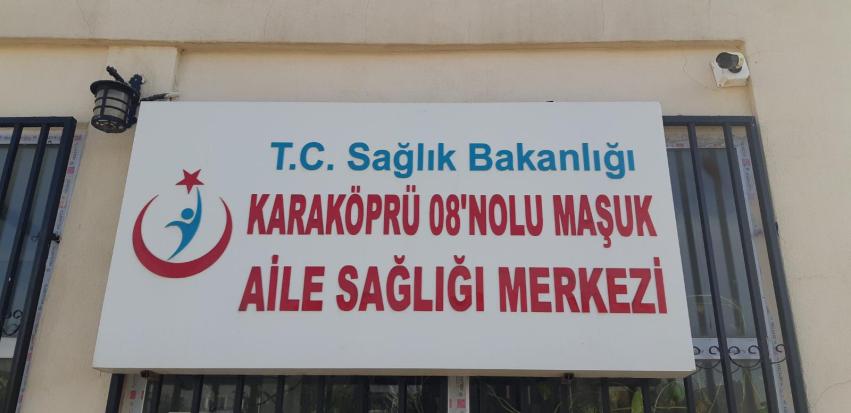 T.C. Sağlık Bakanlığı
KARAKÖPRÜ 08'NOLU MAŞUK
AİLE SAĞLIĞI MERKEZİ